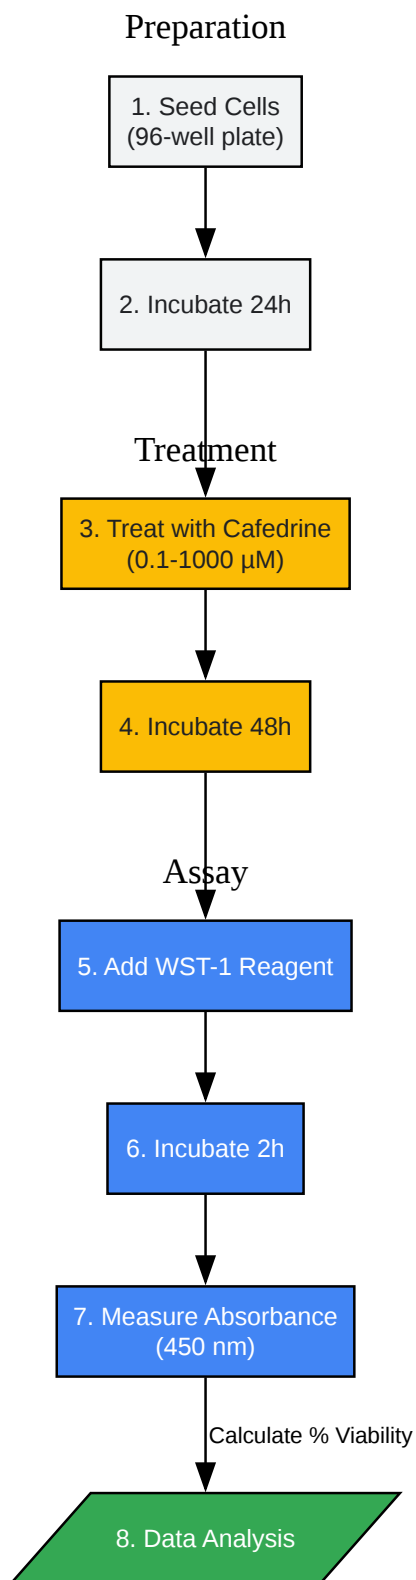 Preparation
1. Seed Cells
(96-well plate)
2. Incubate 24h
Treatment
3. Treat with Cafedrine
(0.1-1000 µM)
4. Incubate 48h
Assay
5. Add WST-1 Reagent
6. Incubate 2h
7. Measure Absorbance
(450 nm)
Calculate % Viability
8. Data Analysis